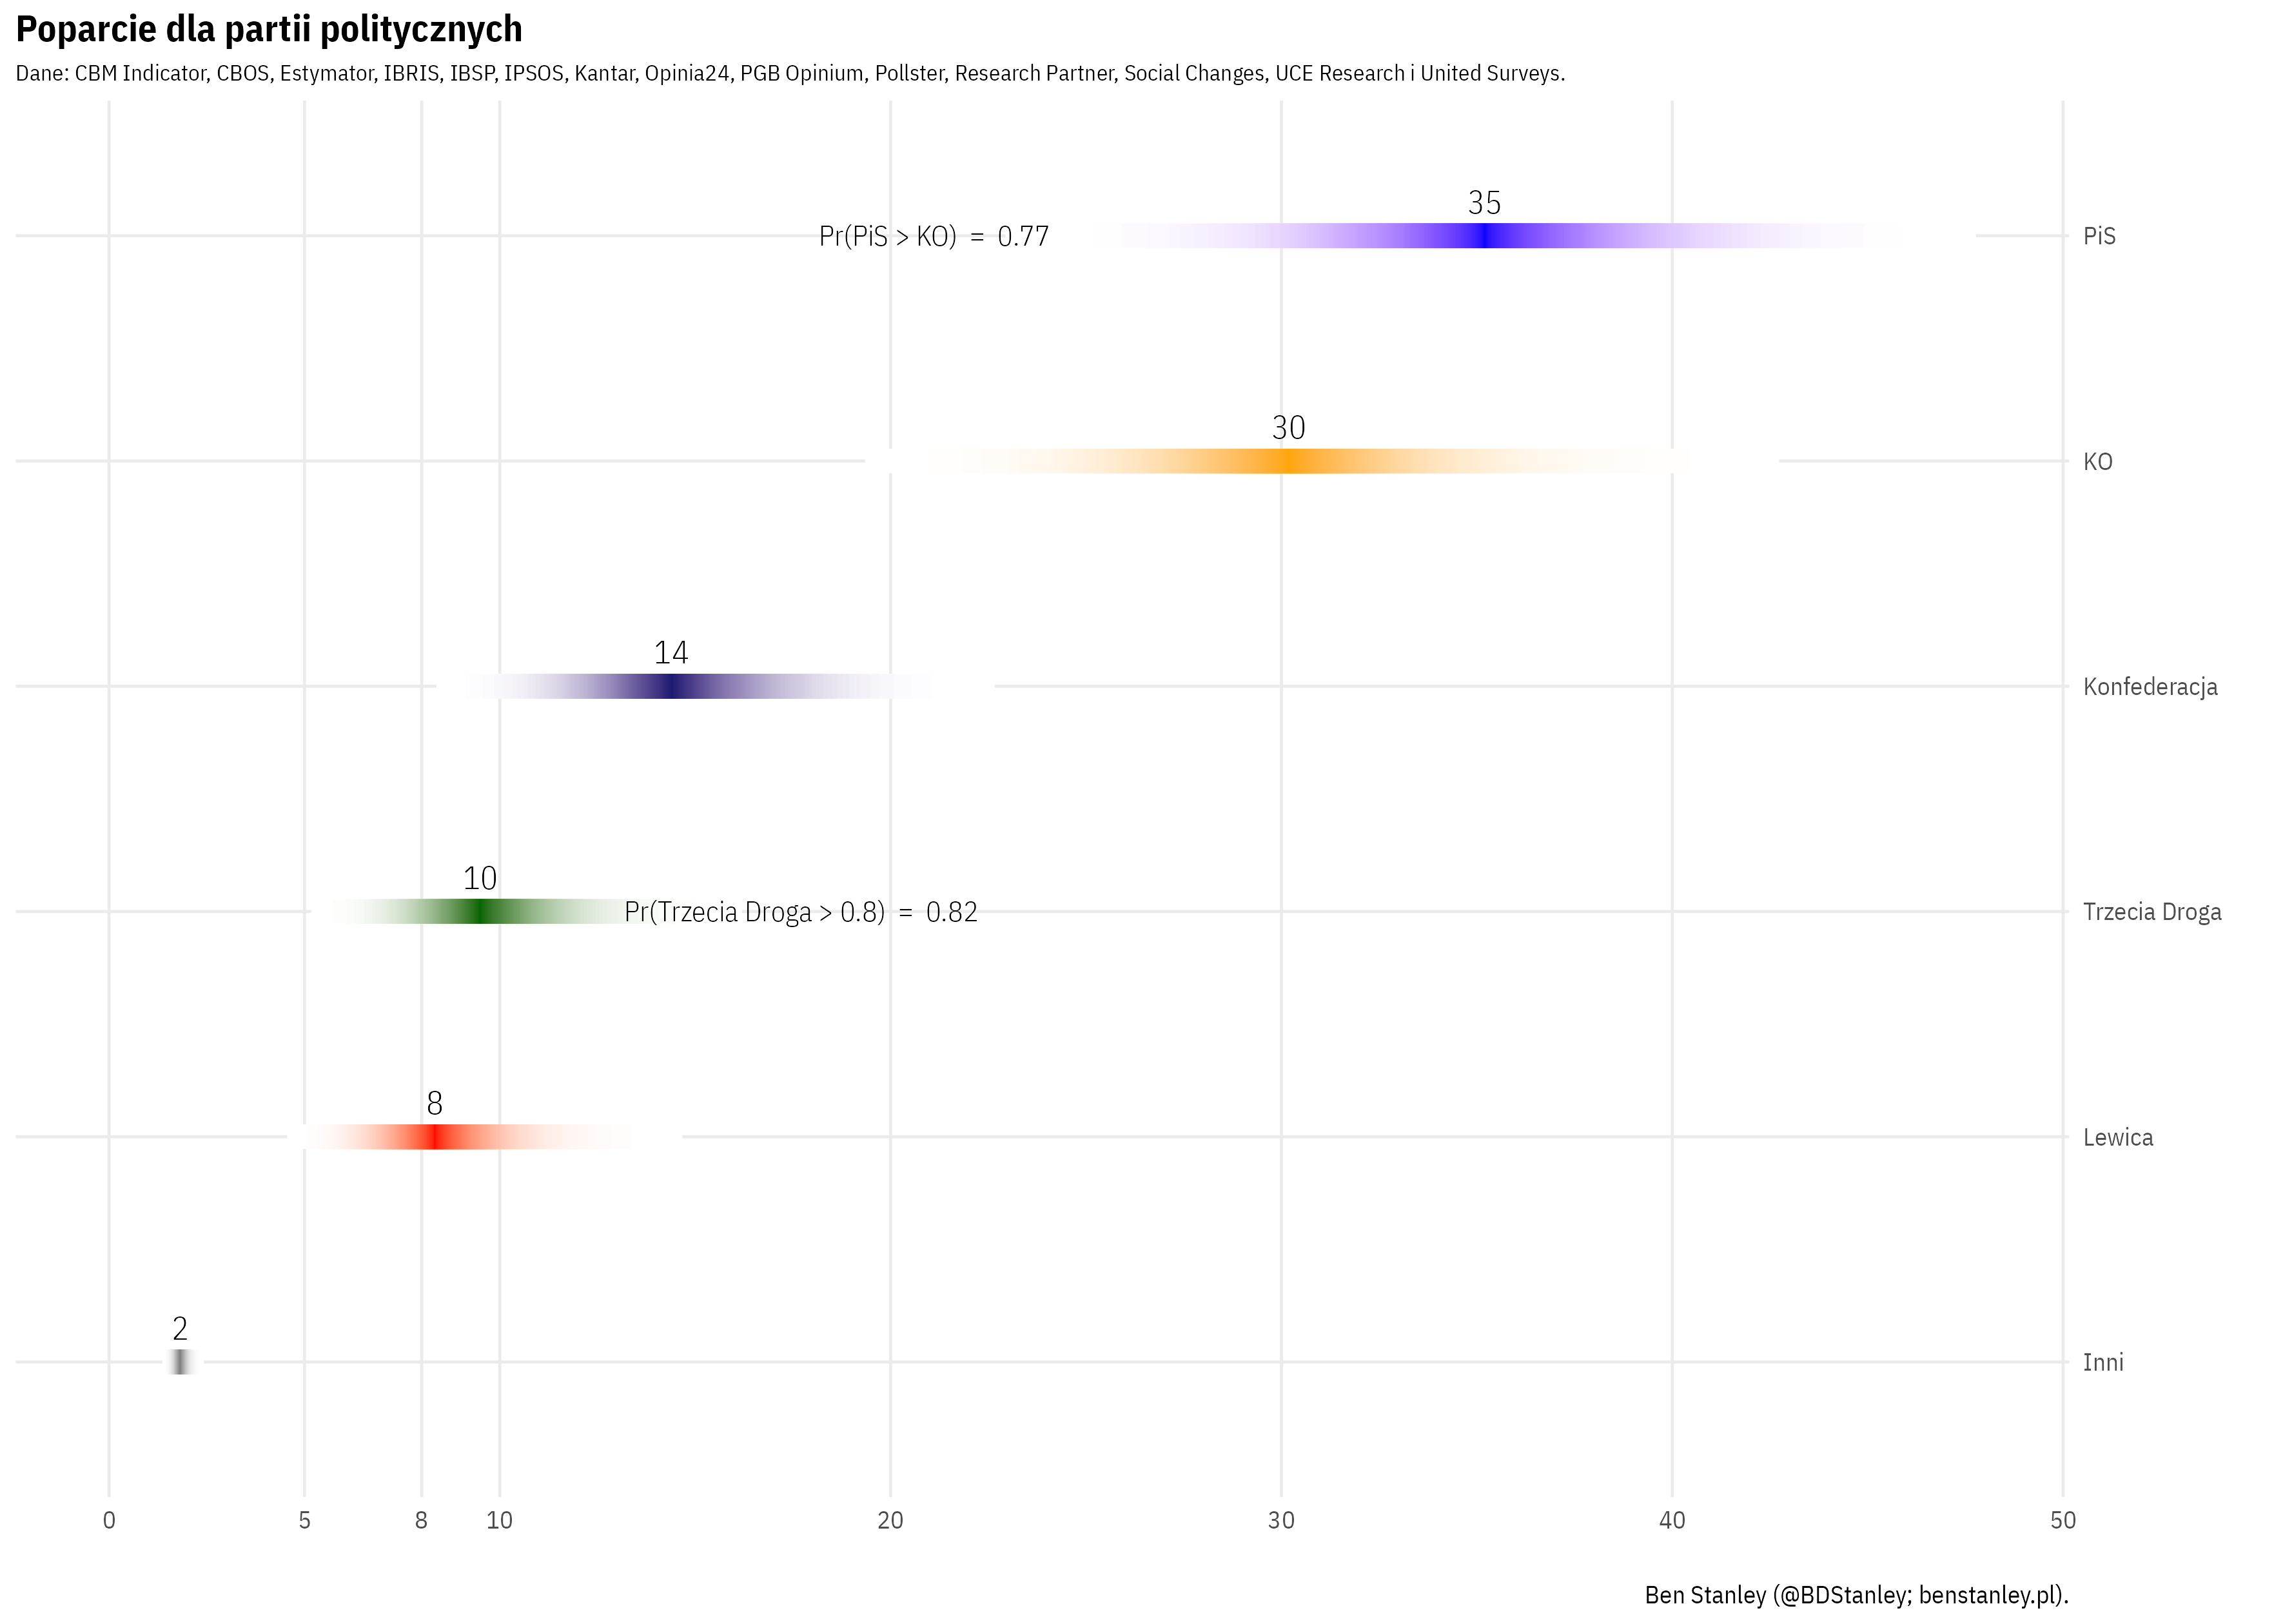 Poparcie dla partii politycznych
Dane: CBM Indicator, CBOS, Estymator, IBRIS, IBSP, IPSOS, Kantar, Opinia24, PGB Opinium, Pollster, Research Partner, Social Changes, UCE Research i United Surveys.
35
Pr(PiS > KO) = 0.77
PiS
30
KO
14
Konfederacja
10
Pr(Trzecia Droga > 0.8) = 0.82
Trzecia Droga
8
Lewica
2
Inni
0 5 8 10 20 30 40 50
Ben Stanley (@BDStanley; benstanley.pl).